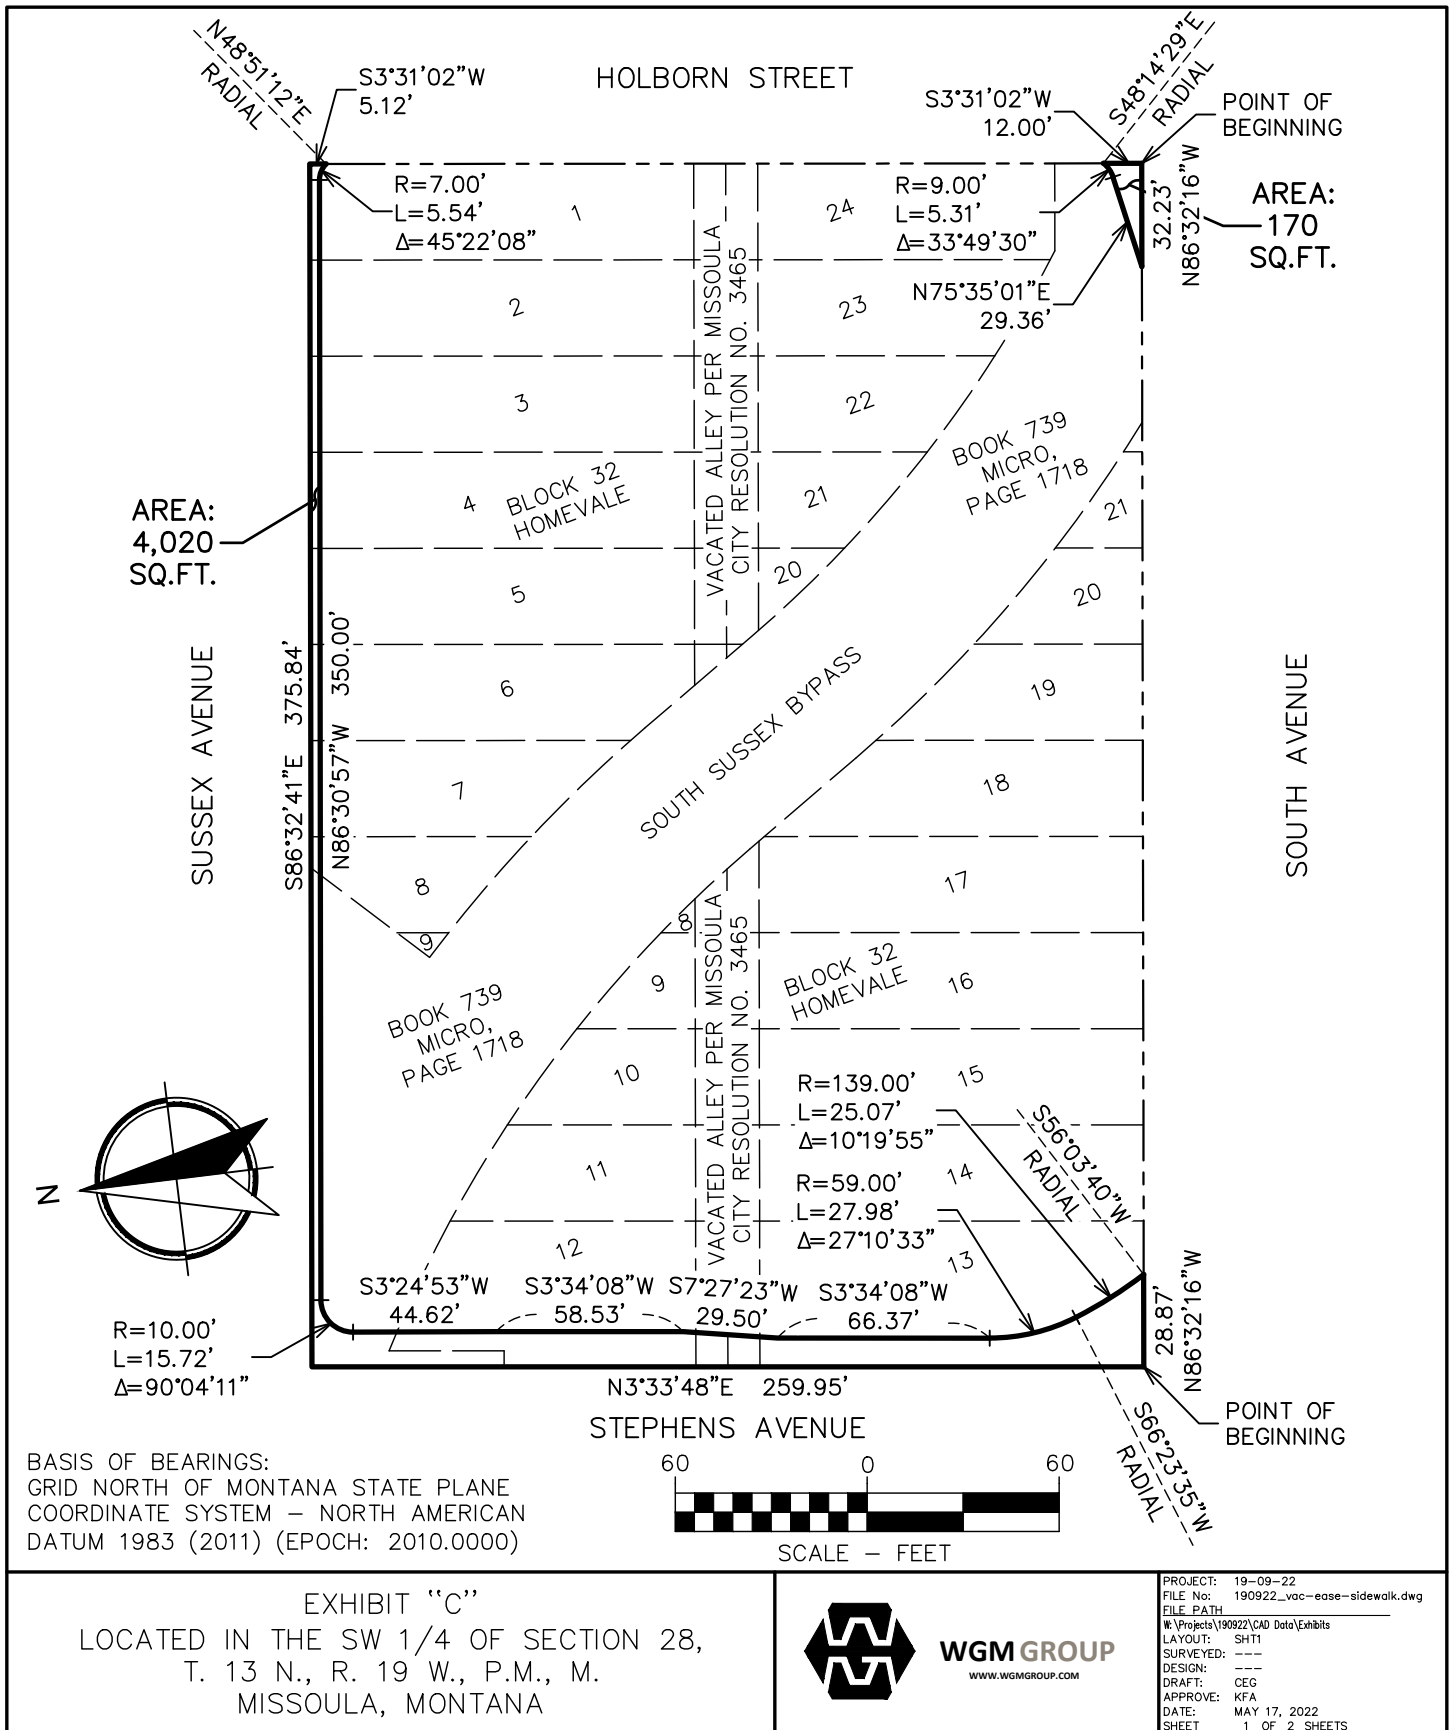 N48°51'12"E
RADIAL
S3°31'02"W
5.12'
HOLBORN STREET
S3°31'02"W
12.00'
S48°14'29"E
RADIAL
POINT OF
BEGINNING
R=7.00'
L=5.54'
Δ=45°22'08"
1
24
R=9.00'
L=5.31'
Δ=33°49'30"
32.23'
N86°32'16"W
AREA:
170
SQ.FT.
N75°35'01"E
29.36'
2
23
3
22
VACATED ALLEY PER MISSOULA
CITY RESOLUTION NO. 3465
BOOK 739
MICRO,
PAGE 1718
4
BLOCK 32
HOMEVALE
21
21
AREA:
4,020
SQ.FT.
5
20
20
SUSSEX AVENUE
S86°32'41"E 375.84'
N86°30'57"W 350.00'
6
SOUTH SUSSEX BYPASS
19
SOUTH AVENUE
7
18
8
17
9
8
9
VACATED ALLEY PER MISSOULA
CITY RESOLUTION NO. 3465
BLOCK 32
HOMEVALE
16
BOOK 739
MICRO,
PAGE 1718
10
R=139.00'
L=25.07'
Δ=10°19'55"
15
S56°03'40"W
RADIAL
N
11
R=59.00'
L=27.98'
Δ=27°10'33"
14
12
13
S3°24'53"W
44.62'
S3°34'08"W
58.53'
S7°27'23"W
29.50'
S3°34'08"W
66.37'
28.87'
N86°32'16"W
R=10.00'
L=15.72'
Δ=90°04'11"
N3°33'48"E 259.95'
STEPHENS AVENUE
S66°23'35"W
RADIAL
POINT OF
BEGINNING
BASIS OF BEARINGS:
GRID NORTH OF MONTANA STATE PLANE
COORDINATE SYSTEM – NORTH AMERICAN
DATUM 1983 (2011) (EPOCH: 2010.0000)
60 0 60
SCALE – FEET
EXHIBIT "C"
LOCATED IN THE SW 1/4 OF SECTION 28,
T. 13 N., R. 19 W., P.M., M.
MISSOULA, MONTANA
WGM GROUP
WWW.WGMGROUP.COM
PROJECT: 19–09–22
FILE No: 190922_vac–ease–sidewalk.dwg
FILE PATH
W:\Projects\190922\CAD Data\Exhibits
LAYOUT: SHT1
SURVEYED: –––
DESIGN: –––
DRAFT: CEG
APPROVE: KFA
DATE: MAY 17, 2022
SHEET 1 OF 2 SHEETS